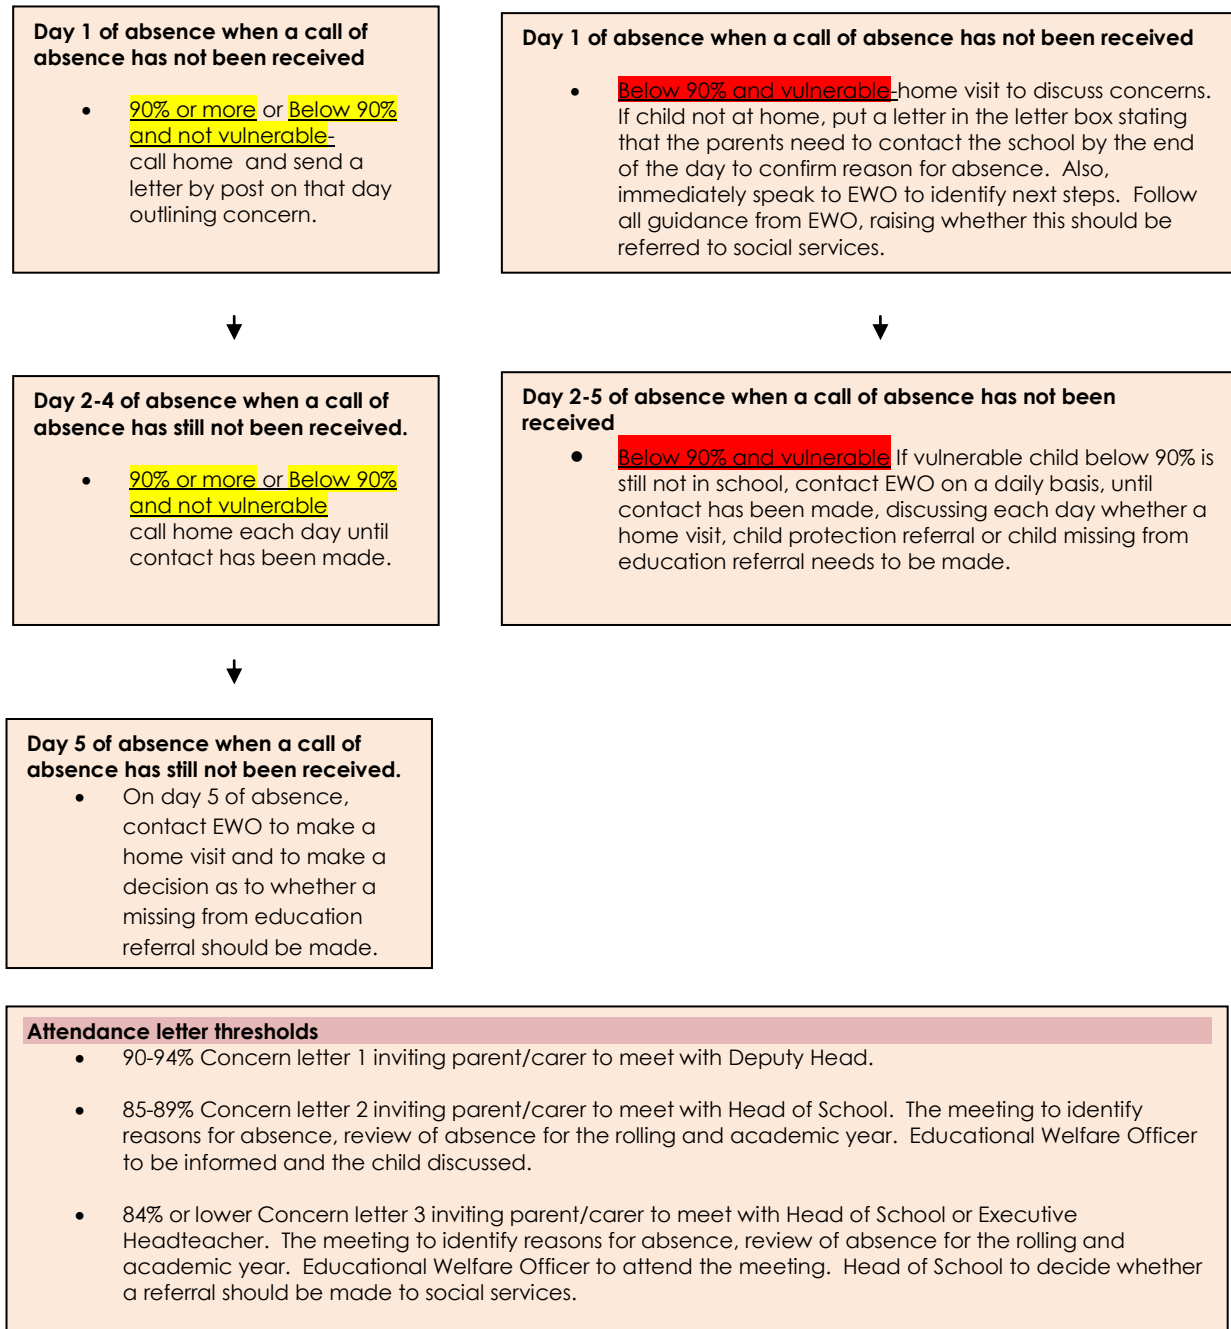 Day 1 of absence when a call of
absence has not been received
• 90% or more or Below 90%
and not vulnerable-
call home  and send a
letter by post on that day
outlining concern.
Day 1 of absence when a call of absence has not been received
• Below 90% and vulnerable-home visit to discuss concerns.
If child not at home, put a letter in the letter box stating
that the parents need to contact the school by the end
of the day to confirm reason for absence.  Also,
immediately speak to EWO to identify next steps.  Follow
all guidance from EWO, raising whether this should be
referred to social services.
Day 2-4 of absence when a call of
absence has still not been received.
• 90% or more or Below 90%
and not vulnerable
call home each day until
contact has been made.
Day 2-5 of absence when a call of absence has not been
received
• Below 90% and vulnerable If vulnerable child below 90% is
still not in school, contact EWO on a daily basis, until
contact has been made, discussing each day whether a
home visit, child protection referral or child missing from
education referral needs to be made.
Day 5 of absence when a call of
absence has still not been received.
• On day 5 of absence,
contact EWO to make a
home visit and to make a
decision as to whether a
missing from education
referral should be made.
Attendance letter thresholds
• 90-94% Concern letter 1 inviting parent/carer to meet with Deputy Head.
• 85-89% Concern letter 2 inviting parent/carer to meet with Head of School.  The meeting to identify
reasons for absence, review of absence for the rolling and academic year.  Educational Welfare Officer
to be informed and the child discussed.
• 84% or lower Concern letter 3 inviting parent/carer to meet with Head of School or Executive
Headteacher.  The meeting to identify reasons for absence, review of absence for the rolling and
academic year.  Educational Welfare Officer to attend the meeting.  Head of School to decide whether
a referral should be made to social services.